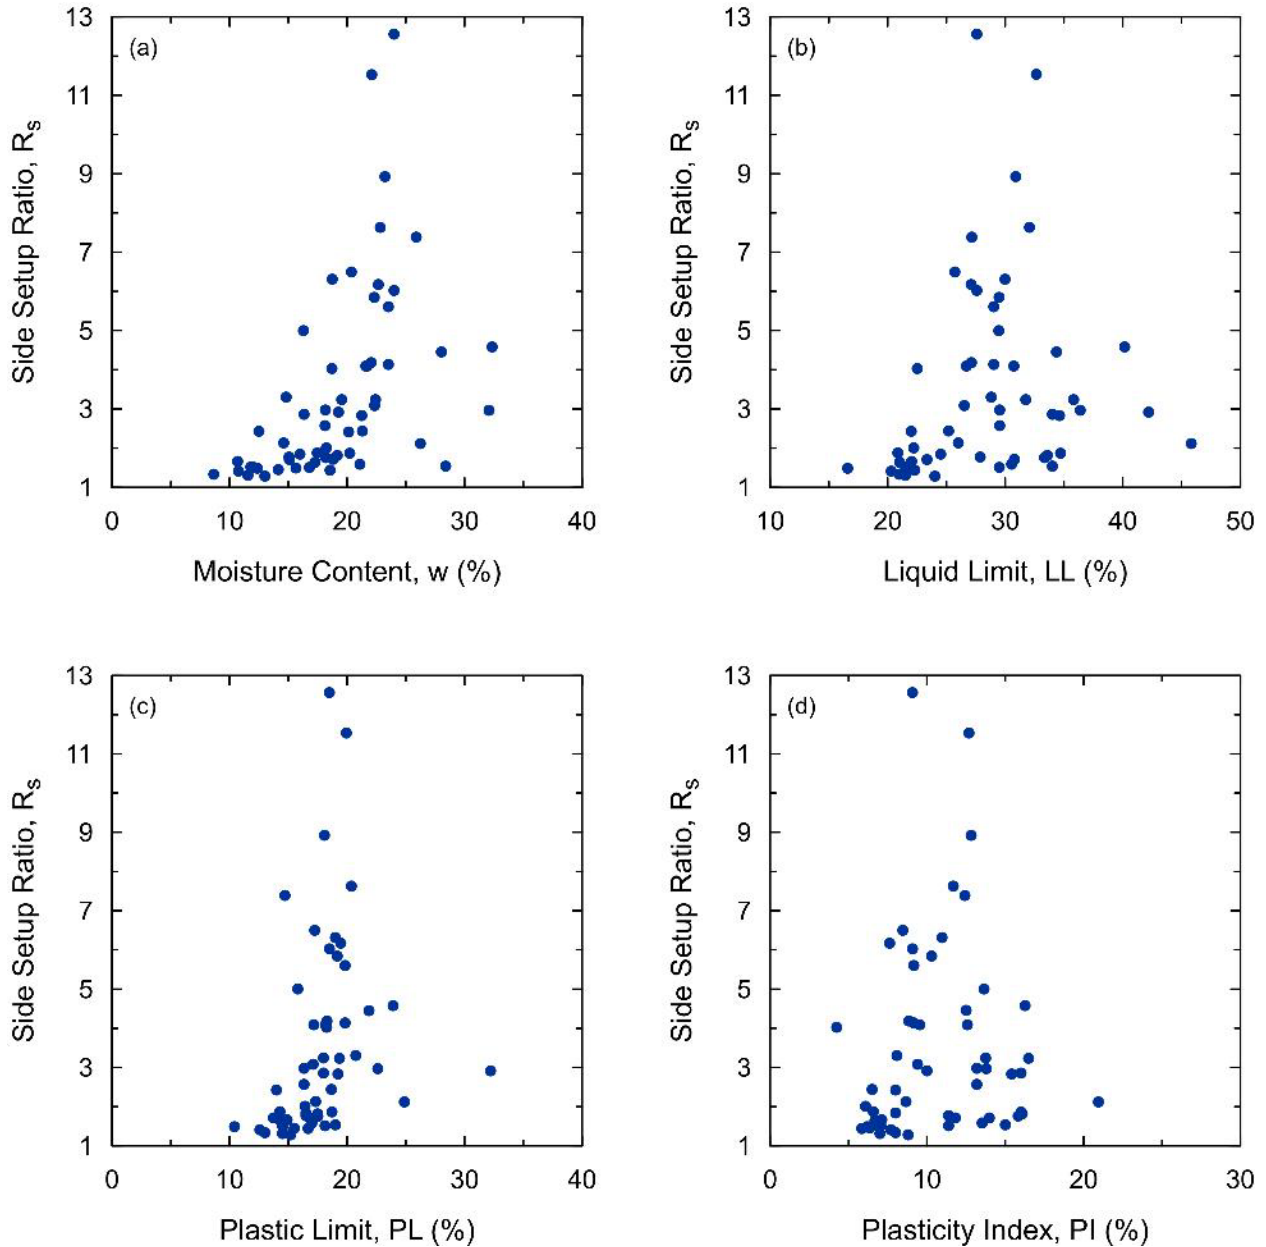 (a)
Side Setup Ratio, Rs
13
11
9
7
5
3
1
0 10 20 30 40
Moisture Content, w (%)
(b)
Side Setup Ratio, Rs
13
11
9
7
5
3
1
10 20 30 40 50
Liquid Limit, LL (%)
(c)
Side Setup Ratio, Rs
13
11
9
7
5
3
1
0 10 20 30 40
Plastic Limit, PL (%)
(d)
Side Setup Ratio, Rs
13
11
9
7
5
3
1
0 10 20 30
Plasticity Index, PI (%)